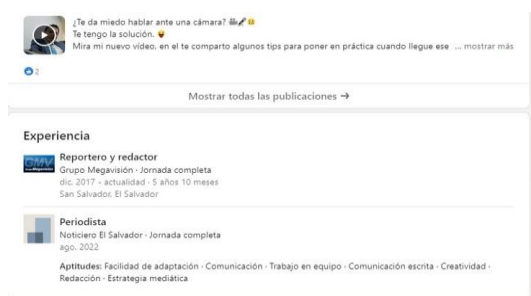 ¿Te da miedo hablar ante una cámara? 🎥🎤😐
Te tengo la solución. 😉
Mira mi nuevo vídeo, en el te comparto algunos tips para poner en práctica cuando llegue ese ... mostrar más
2
Mostrar todas las publicaciones →
Experiencia
GMV
Reportero y redactor
Grupo Megavisión · Jornada completa
dic. 2017 - actualidad · 5 años 10 meses
San Salvador, El Salvador
Periodista
Noticiero El Salvador · Jornada completa
ago. 2022
Aptitudes: Facilidad de adaptación · Comunicación · Trabajo en equipo · Comunicación escrita · Creatividad ·
Redacción · Estrategia mediática